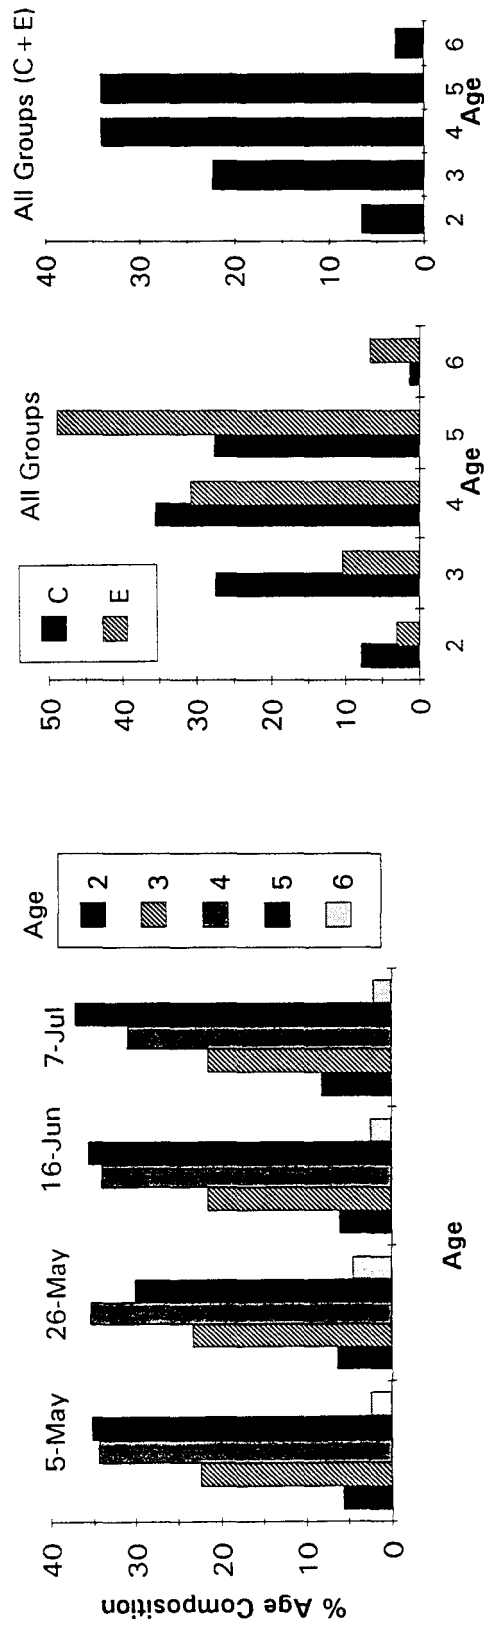 5-May 26-May 16-Jun 7-Jul
40
30
20
10
0
% Age Composition
Age
Age
2
3
4
5
6
All Groups
C
E
50
40
30
20
10
0
2 3 4 5 6
Age
All Groups (C + E)
40
30
20
10
0
2 3 4 5 6
Age